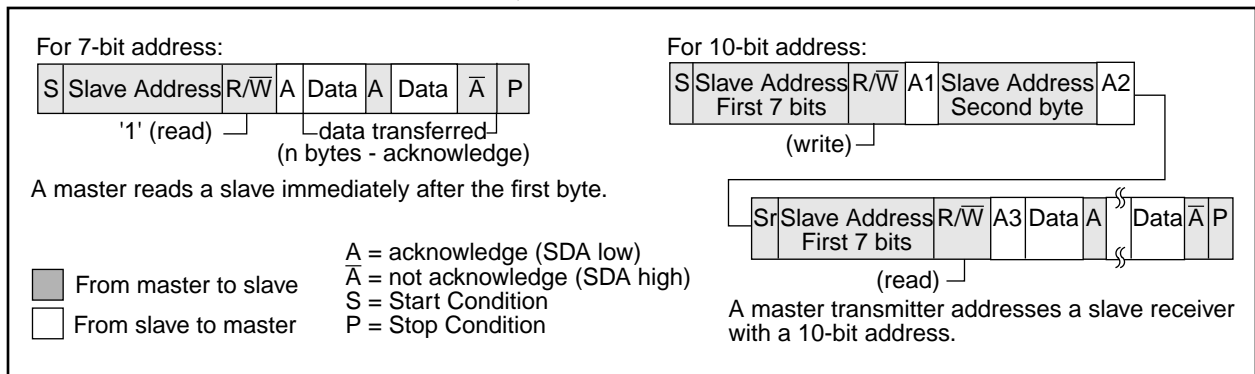 For 7-bit address:
S Slave Address R/W̅ A Data A Data A̅ P
'1' (read)
data transferred
(n bytes - acknowledge)
A master reads a slave immediately after the first byte.
From master to slave
From slave to master
A = acknowledge (SDA low)
A̅ = not acknowledge (SDA high)
S = Start Condition
P = Stop Condition
For 10-bit address:
S Slave Address First 7 bits R/W̅ A1 Slave Address Second byte A2
(write)
Sr Slave Address First 7 bits R/W̅ A3 Data A Data A̅ P
(read)
A master transmitter addresses a slave receiver
with a 10-bit address.